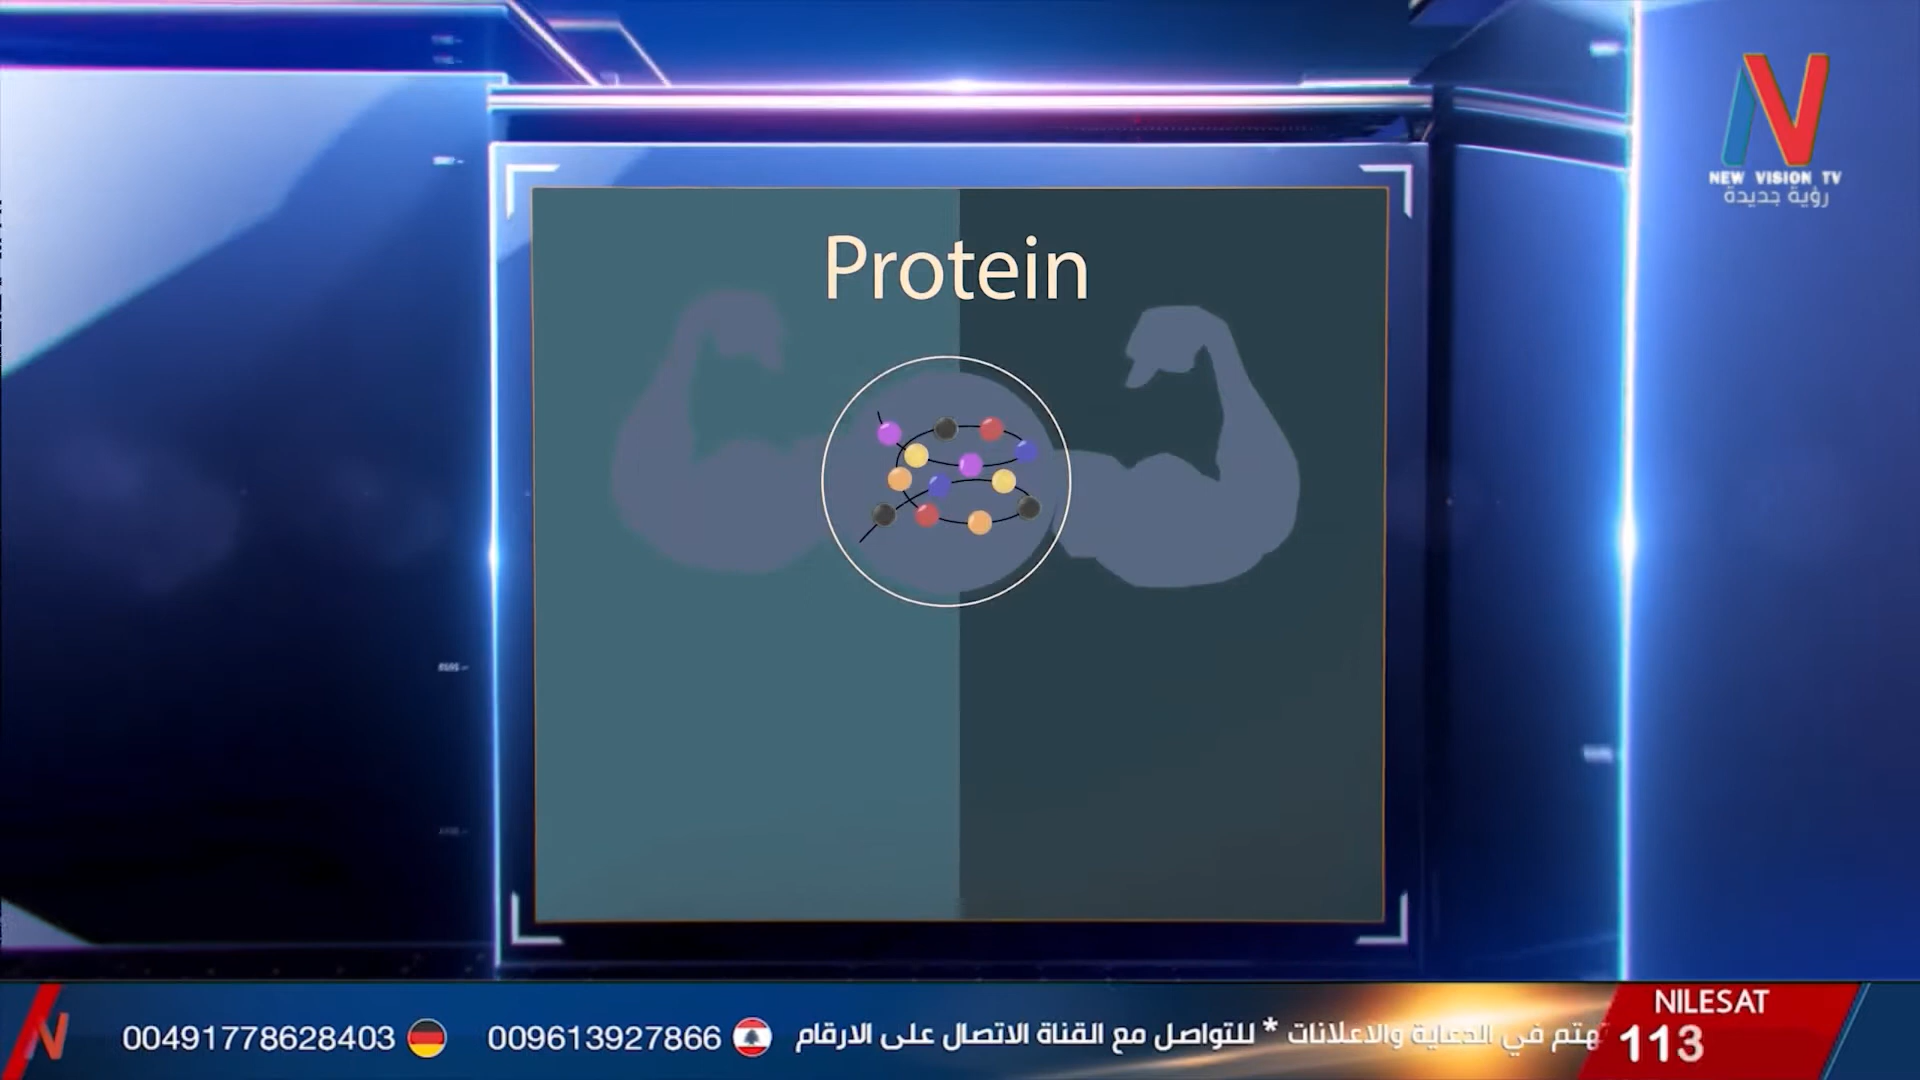 NEW VISION TV
رؤية جديدة
Protein
NILESAT
113
تهتم في الدعاية والاعلانات * للتواصل مع القناة الاتصال على الارقام
009613927866
00491778628403